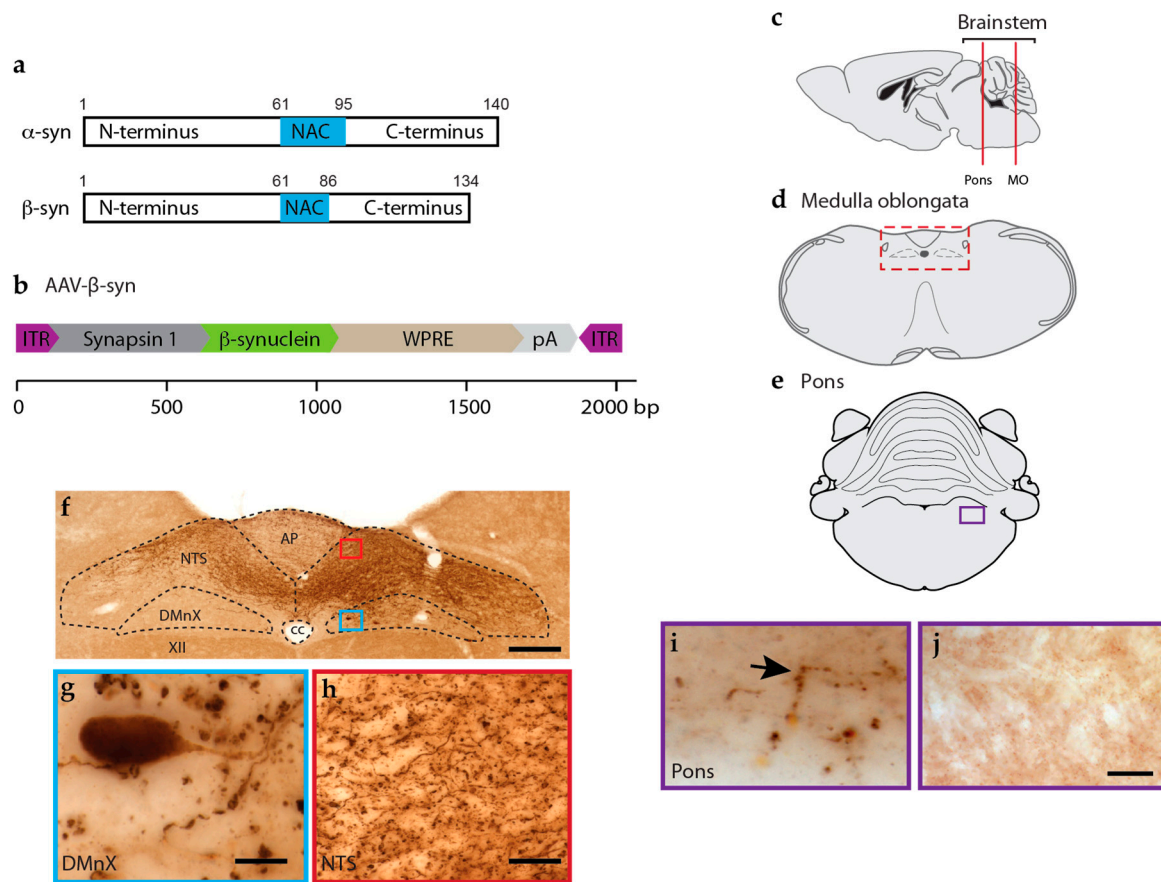 a
1 61 95 140
α-syn N-terminus NAC C-terminus
1 61 86 134
β-syn N-terminus NAC C-terminus
b AAV-β-syn
ITR Synapsin 1 β-synuclein WPRE pA ITR
0 500 1000 1500 2000 bp
c
Brainstem
Pons MO
d Medulla oblongata
e Pons
f
AP
NTS
DMnX
cc
XII
g
DMnX
h
NTS
i
Pons
j